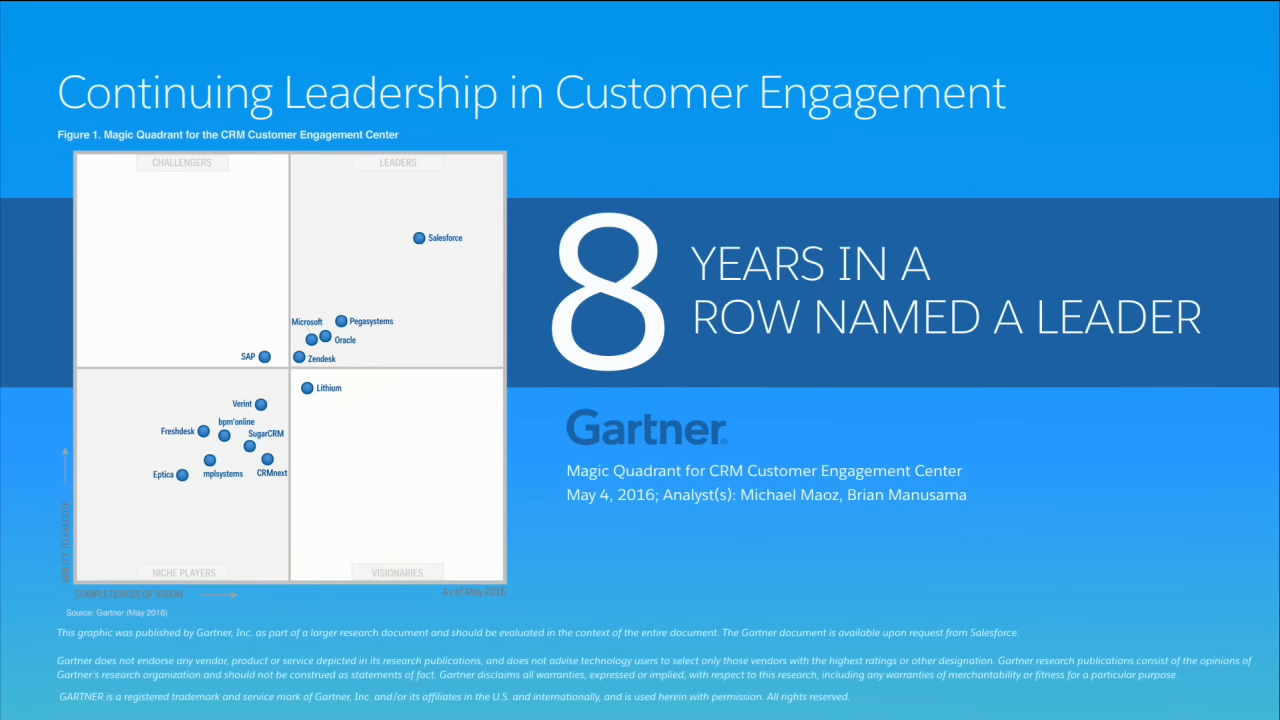 Continuing Leadership in Customer Engagement
Figure 1. Magic Quadrant for the CRM Customer Engagement Center
CHALLENGERS
LEADERS
Salesforce
Microsoft
Pegasystems
Oracle
SAP
Zendesk
Lithium
Verint
bpm'online
Freshdesk
SugarCRM
Eptica
mplsystems
CRMnext
NICHE PLAYERS
VISIONARIES
ABILITY TO EXECUTE
COMPLETENESS OF VISION
As of May 2016
Source: Gartner (May 2016)
8
YEARS IN A
ROW NAMED A LEADER
Gartner®
Magic Quadrant for CRM Customer Engagement Center
May 4, 2016; Analyst(s): Michael Maoz, Brian Manusama
This graphic was published by Gartner, Inc. as part of a larger research document and should be evaluated in the context of the entire document. The Gartner document is available upon request from Salesforce.
Gartner does not endorse any vendor, product or service depicted in its research publications, and does not advise technology users to select only those vendors with the highest ratings or other designation. Gartner research publications consist of the opinions of
Gartner's research organization and should not be construed as statements of fact. Gartner disclaims all warranties, expressed or implied, with respect to this research, including any warranties of merchantability or fitness for a particular purpose.
GARTNER is a registered trademark and service mark of Gartner, Inc. and/or its affiliates in the U.S. and internationally, and is used herein with permission. All rights reserved.